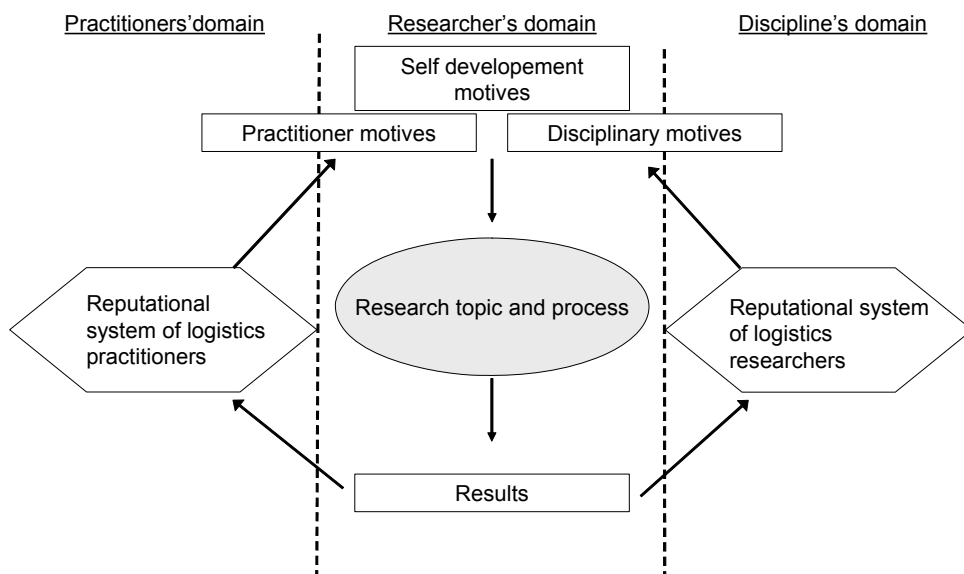 Practitioners'domain
Researcher's domain
Discipline's domain
Self developement
motives
Practitioner motives
Disciplinary motives
Reputational
system of logistics
practitioners
Research topic and process
Reputational system
of logistics
researchers
Results